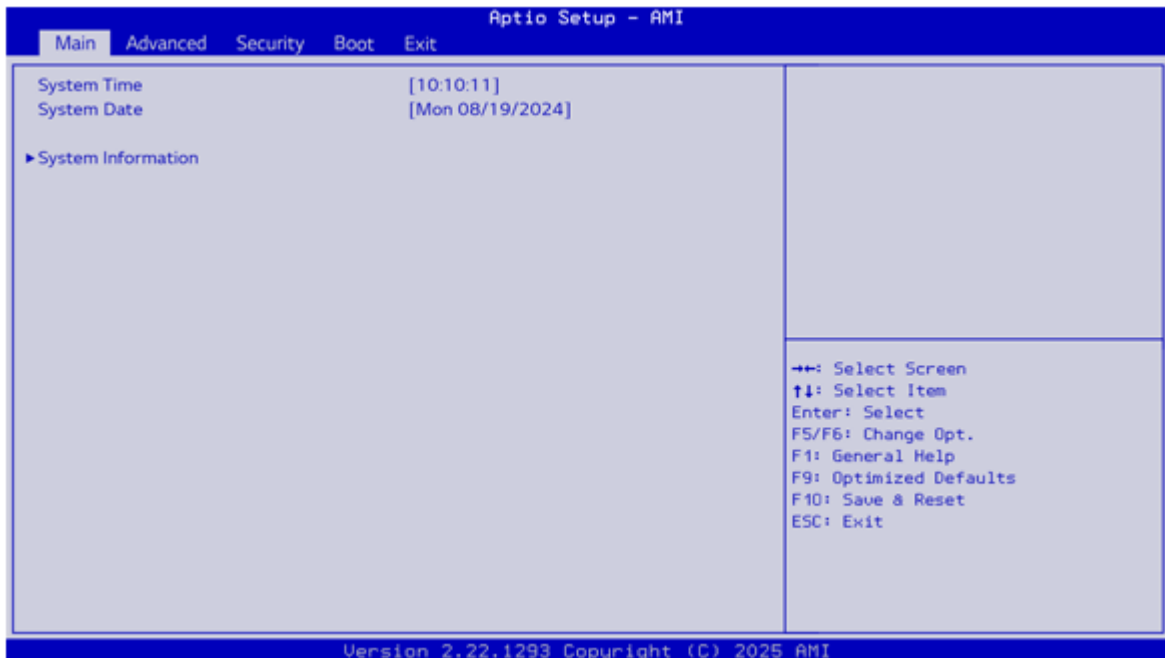 Aptio Setup – AMI
Main Advanced Security Boot Exit
System Time [10:10:11]
System Date [Mon 08/19/2024]
▶System Information
→←: Select Screen
↑↓: Select Item
Enter: Select
F5/F6: Change Opt.
F1: General Help
F9: Optimized Defaults
F10: Save & Reset
ESC: Exit
Version 2.22.1293 Copyright (C) 2025 AMI